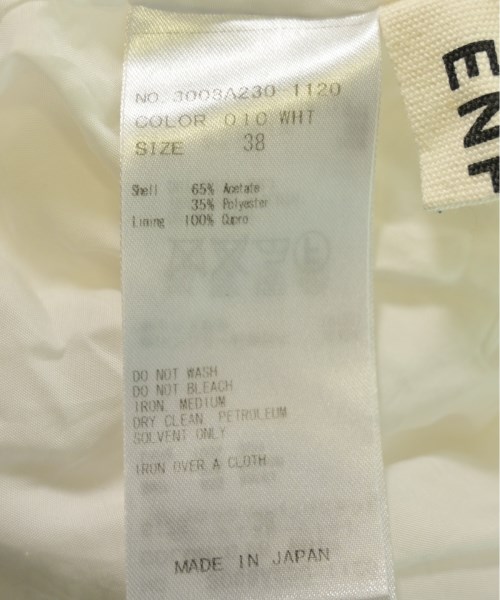 NO. 3003A230-1120
COLOR 010 WHT
SIZE 38
Shell 65% Acetate
35% Polyester
Lining 100% Cupro
DO NOT WASH
DO NOT BLEACH
IRON MEDIUM
DRY CLEAN PETROLEUM
SOLVENT ONLY
IRON OVER A CLOTH
MADE IN JAPAN
ENF